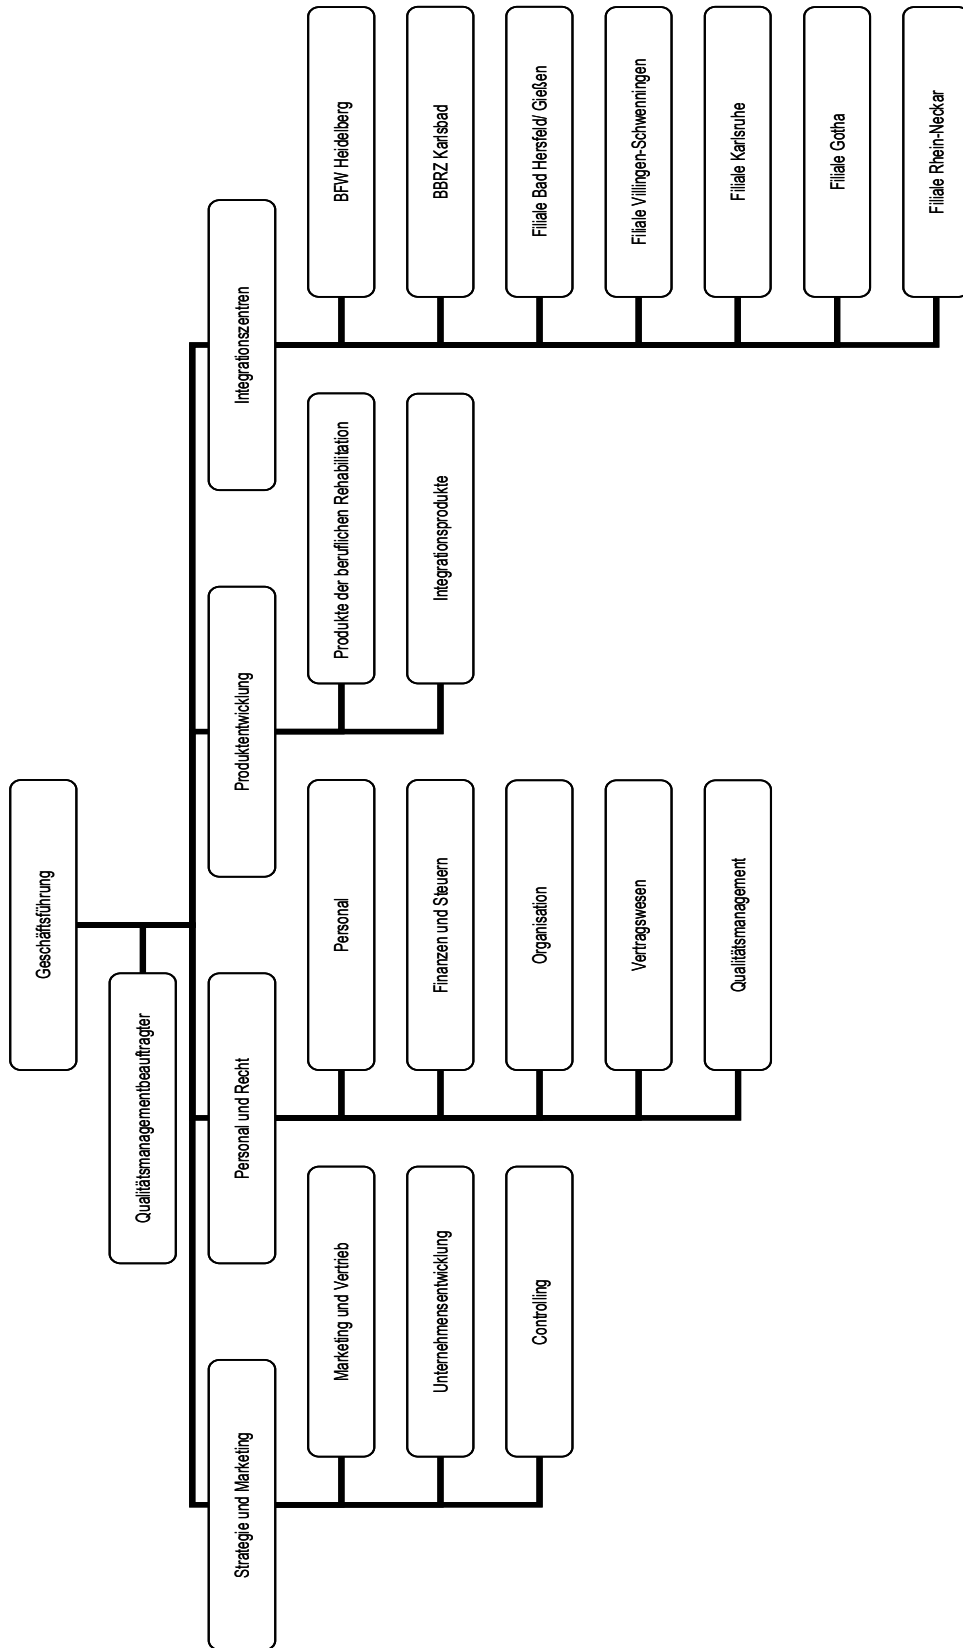 Geschäftsführung
Qualitätsmanagementbeauftragter
Strategie und Marketing
Marketing und Vertrieb
Unternehmensentwicklung
Controlling
Personal und Recht
Personal
Finanzen und Steuern
Organisation
Vertragswesen
Qualitätsmanagement
Produktentwicklung
Produkte der beruflichen Rehabilitation
Integrationsprodukte
Integrationszentren
BFW Heidelberg
BBRZ Karlsbad
Filiale Bad Hersfeld/ Gießen
Filiale Villingen-Schwenningen
Filiale Karlsruhe
Filiale Gotha
Filiale Rhein-Neckar